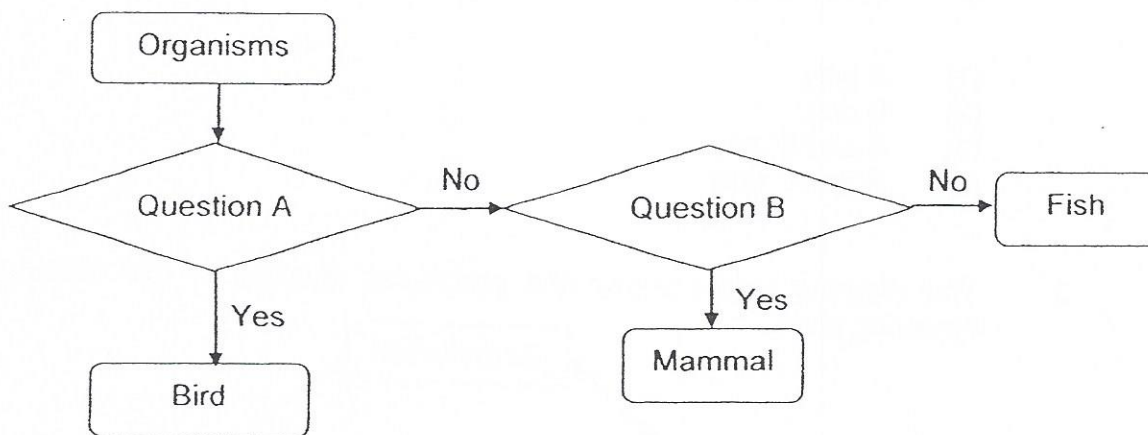 Organisms
Question A
No
Question B
No
Fish
Yes
Yes
Bird
Mammal